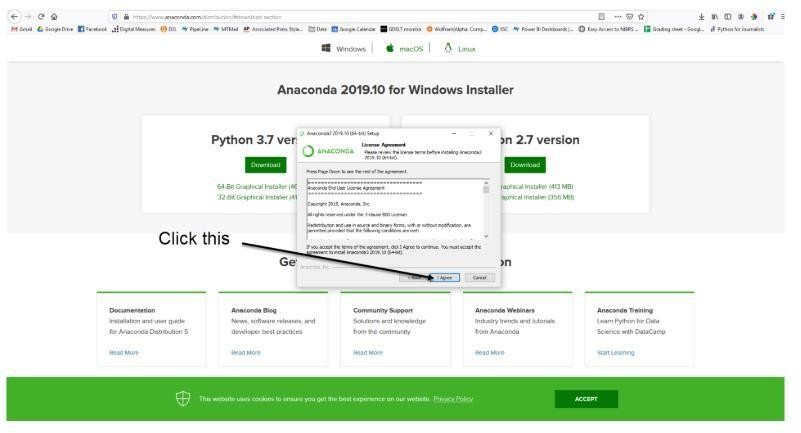 https://www.anaconda.com/distribution/#download-section
Gmail Google Drive Facebook Digital Measures D2L PipeLine MTMail Associated Press Style... Data Google Calendar GDELT monitor Wolfram|Alpha: Comp... SSC Power BI Dashboards |... Easy Access to NIBRS ... Grading sheet - Googl... Python for Journalists
Windows macOS Linux
Anaconda 2019.10 for Windows Installer
Python 3.7 ver
Download
64-Bit Graphical Installer (46
32-Bit Graphical Installer (41
on 2.7 version
Download
raphical Installer (413 MB)
raphical Installer (356 MB)
Anaconda3 2019.10 (64-bit) Setup
ANACONDA
License Agreement
Please review the license terms before installing Anaconda3
2019.10 (64-bit).
Press Page Down to see the rest of the agreement.
Anaconda End User License Agreement
Copyright 2015, Anaconda, Inc.
All rights reserved under the 3-clause BSD License:
Redistribution and use in source and binary forms, with or without modification, are
permitted provided that the following conditions are met:
If you accept the terms of the agreement, click I Agree to continue. You must accept the
agreement to install Anaconda3 2019.10 (64-bit).
Anaconda, Inc.
< Back I Agree Cancel
Click this
Ge on
Documentation
Installation and user guide
for Anaconda Distribution 5
Read More
Anaconda Blog
News, software releases, and
developer best practices
Read More
Community Support
Solutions and knowledge
from the community
Read More
Anaconda Webinars
Industry trends and tutorials
from Anaconda
Read More
Anaconda Training
Learn Python for Data
Science with DataCamp
Start Learning
This website uses cookies to ensure you get the best experience on our website. Privacy Policy
ACCEPT